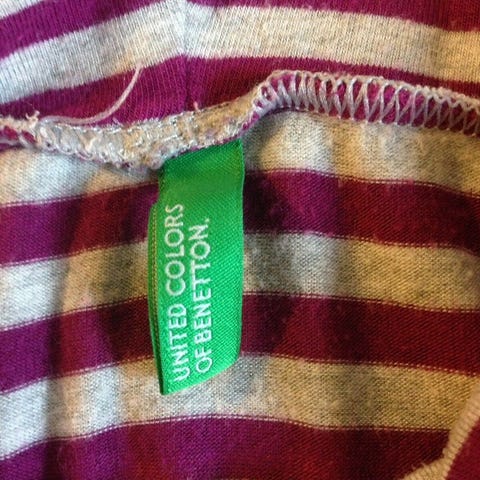 UNITED COLORS
OF BENETTON.